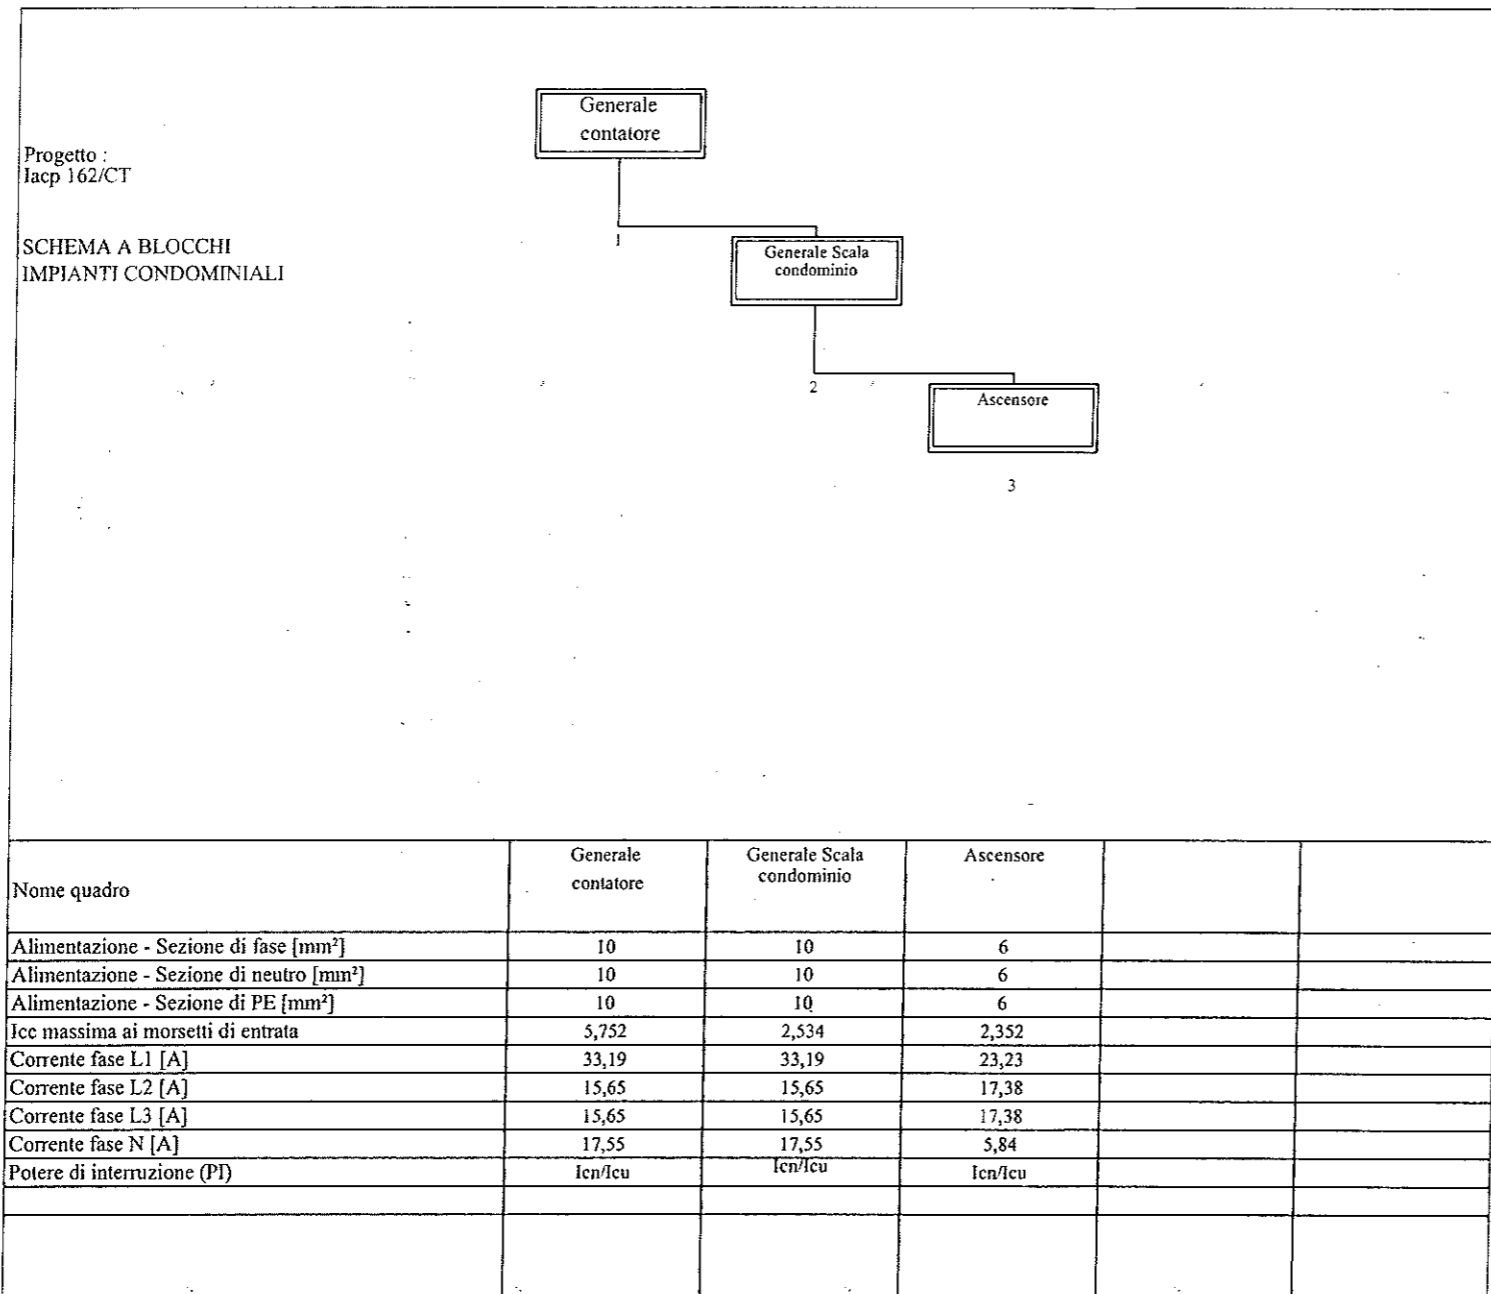 Generale
contatore
Progetto :
Iacp 162/CT
SCHEMA A BLOCCHI
IMPIANTI CONDOMINIALI
1
Generale Scala
condominio
2
Ascensore
3
Nome quadro Generale contatore Generale Scala condominio Ascensore
Alimentazione - Sezione di fase [mm²] 10 10 6
Alimentazione - Sezione di neutro [mm²] 10 10 6
Alimentazione - Sezione di PE [mm²] 10 10 6
Icc massima ai morsetti di entrata 5,752 2,534 2,352
Corrente fase L1 [A] 33,19 33,19 23,23
Corrente fase L2 [A] 15,65 15,65 17,38
Corrente fase L3 [A] 15,65 15,65 17,38
Corrente fase N [A] 17,55 17,55 5,84
Potere di interruzione (PI) Icn/Icu Icn/Icu Icn/Icu